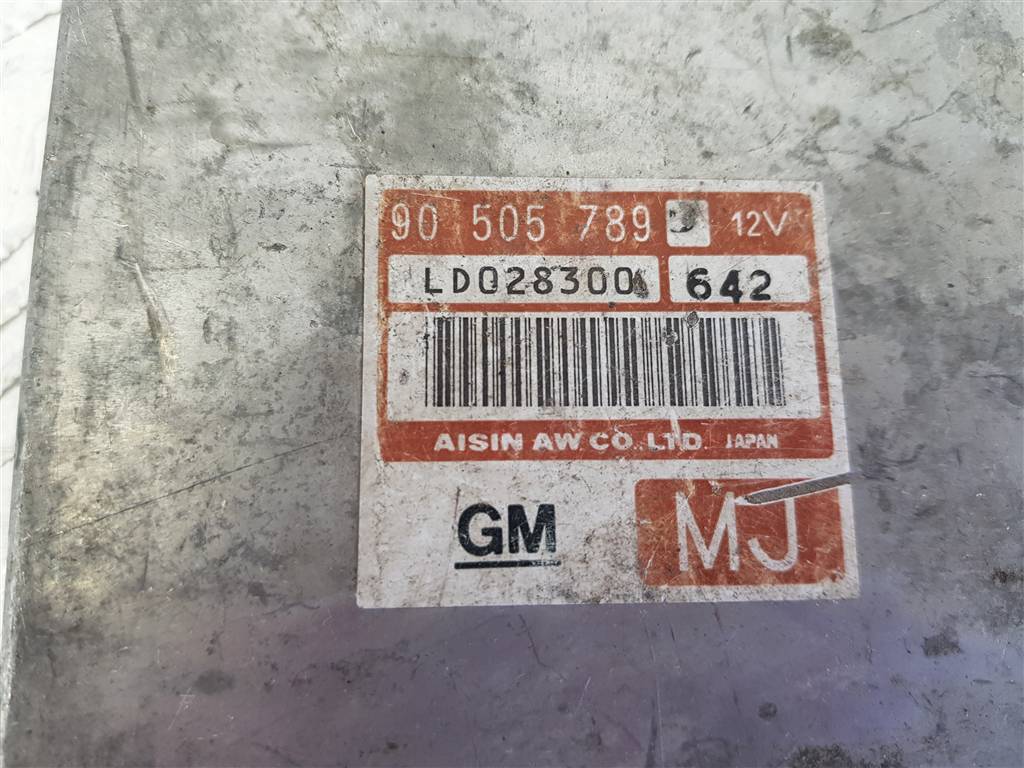 90 505 789 12V
LD028300 642
AISIN AW CO., LTD. JAPAN
GM MJ